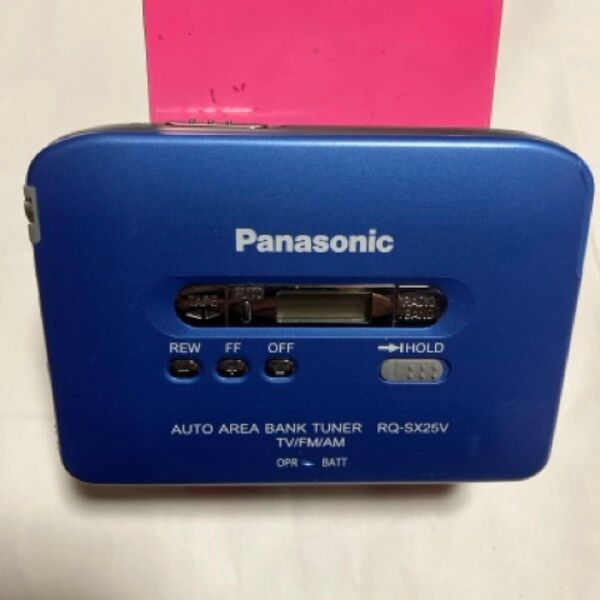 Panasonic
TAPE
RADIO
/BAND
REW FF OFF
HOLD
AUTO AREA BANK TUNER RQ-SX25V
TV/FM/AM
OPR BATT